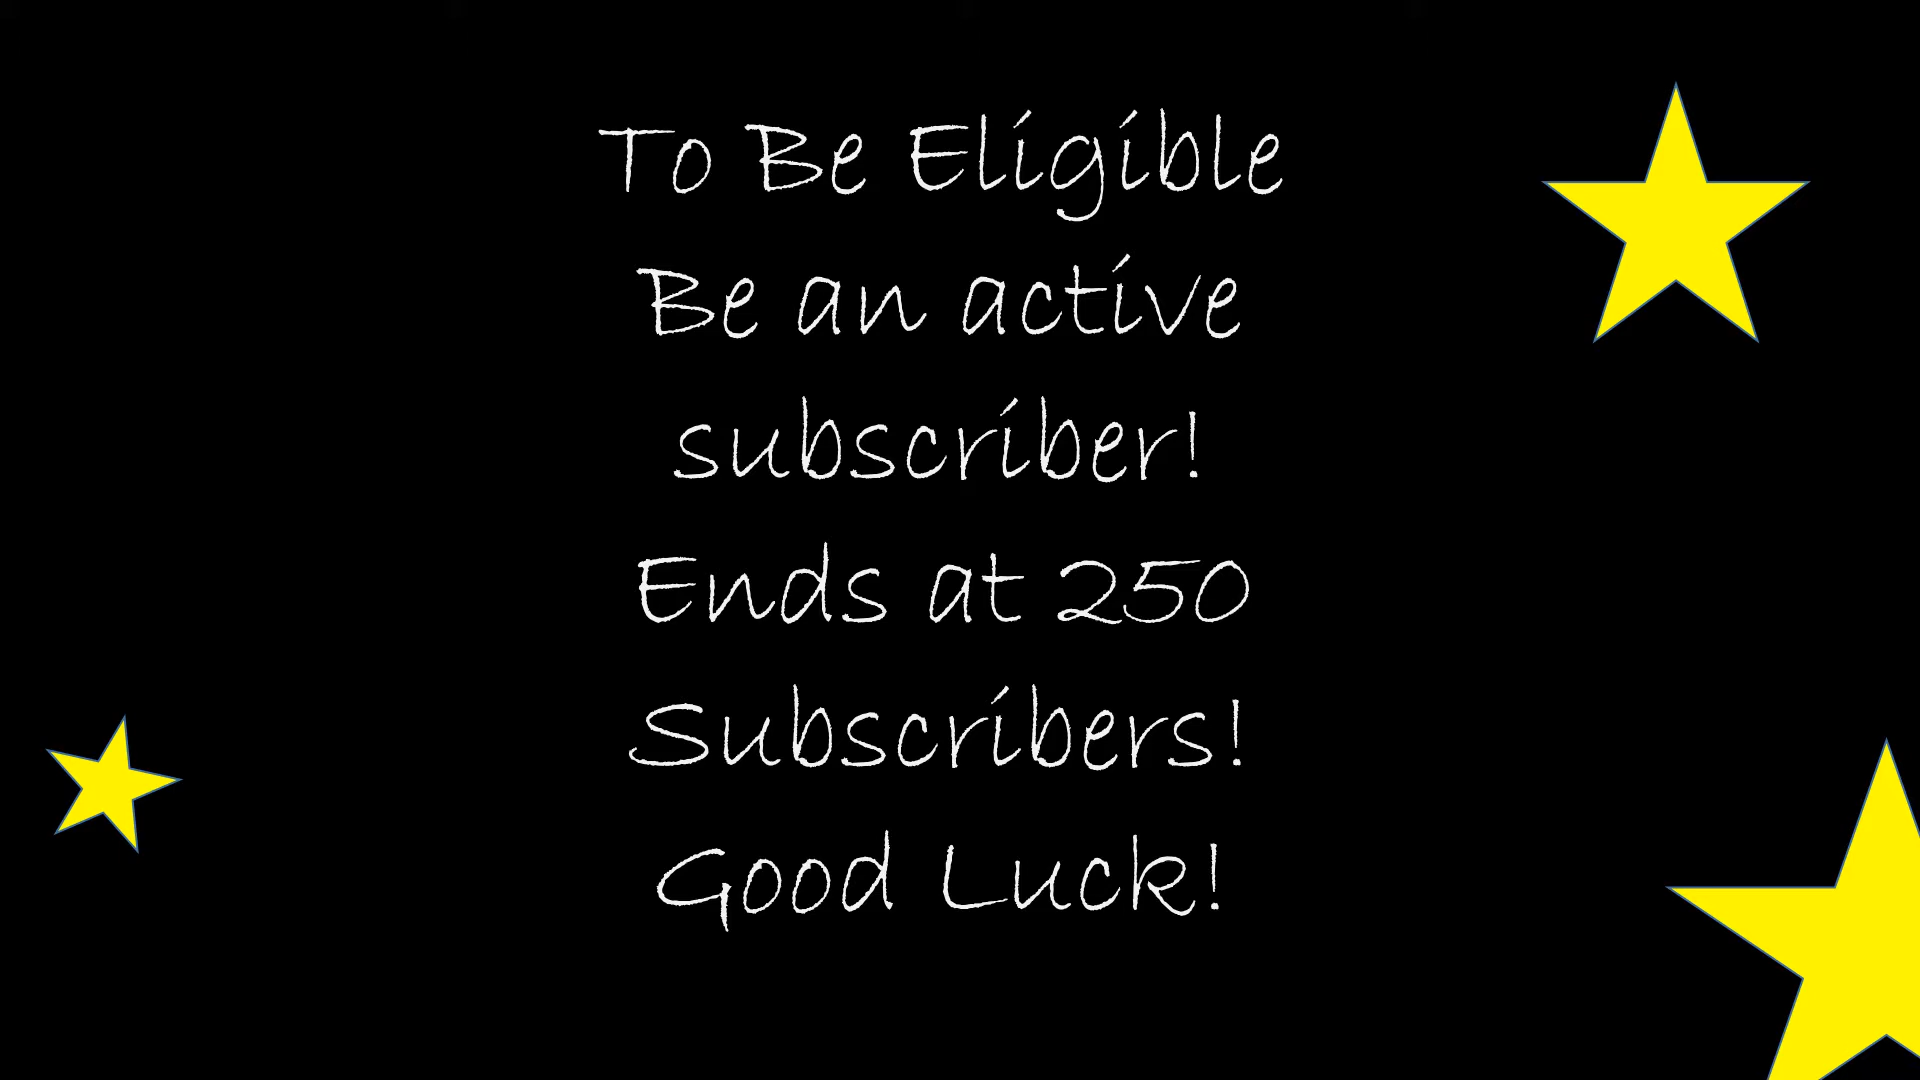 To Be Eligible
Be an active
subscriber!
Ends at 250
Subscribers!
Good Luck!